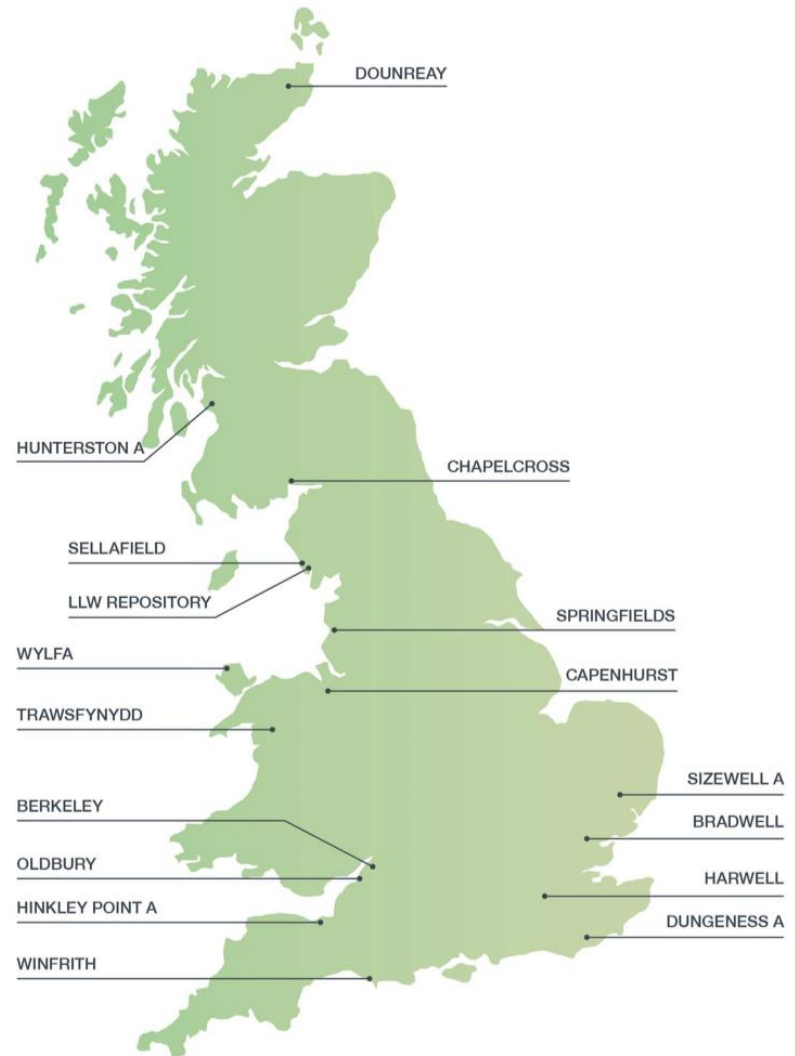 DOUNREAY
HUNTERSTON A
CHAPELCROSS
SELLAFIELD
LLW REPOSITORY
SPRINGFIELDS
WYLFA
CAPENHURST
TRAWSFYNYDD
SIZEWELL A
BERKELEY
BRADWELL
OLDBURY
HARWELL
HINKLEY POINT A
DUNGENESS A
WINFRITH